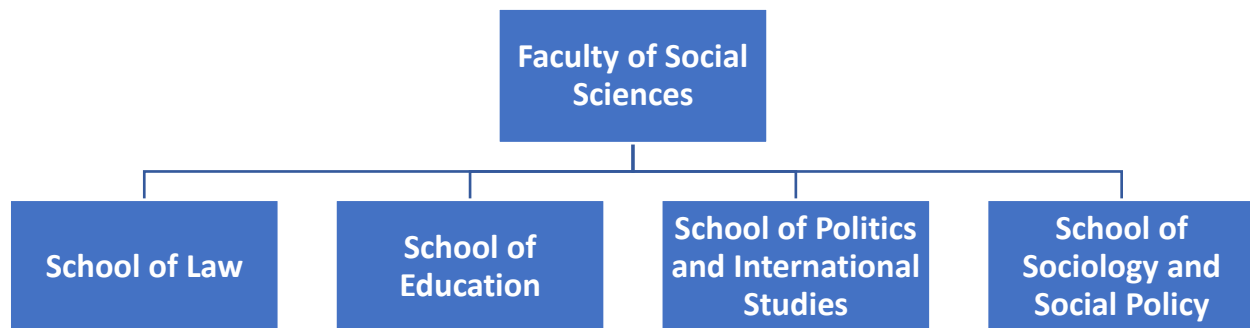 Faculty of Social
Sciences
School of Law
School of
Education
School of Politics
and International
Studies
School of
Sociology and
Social Policy